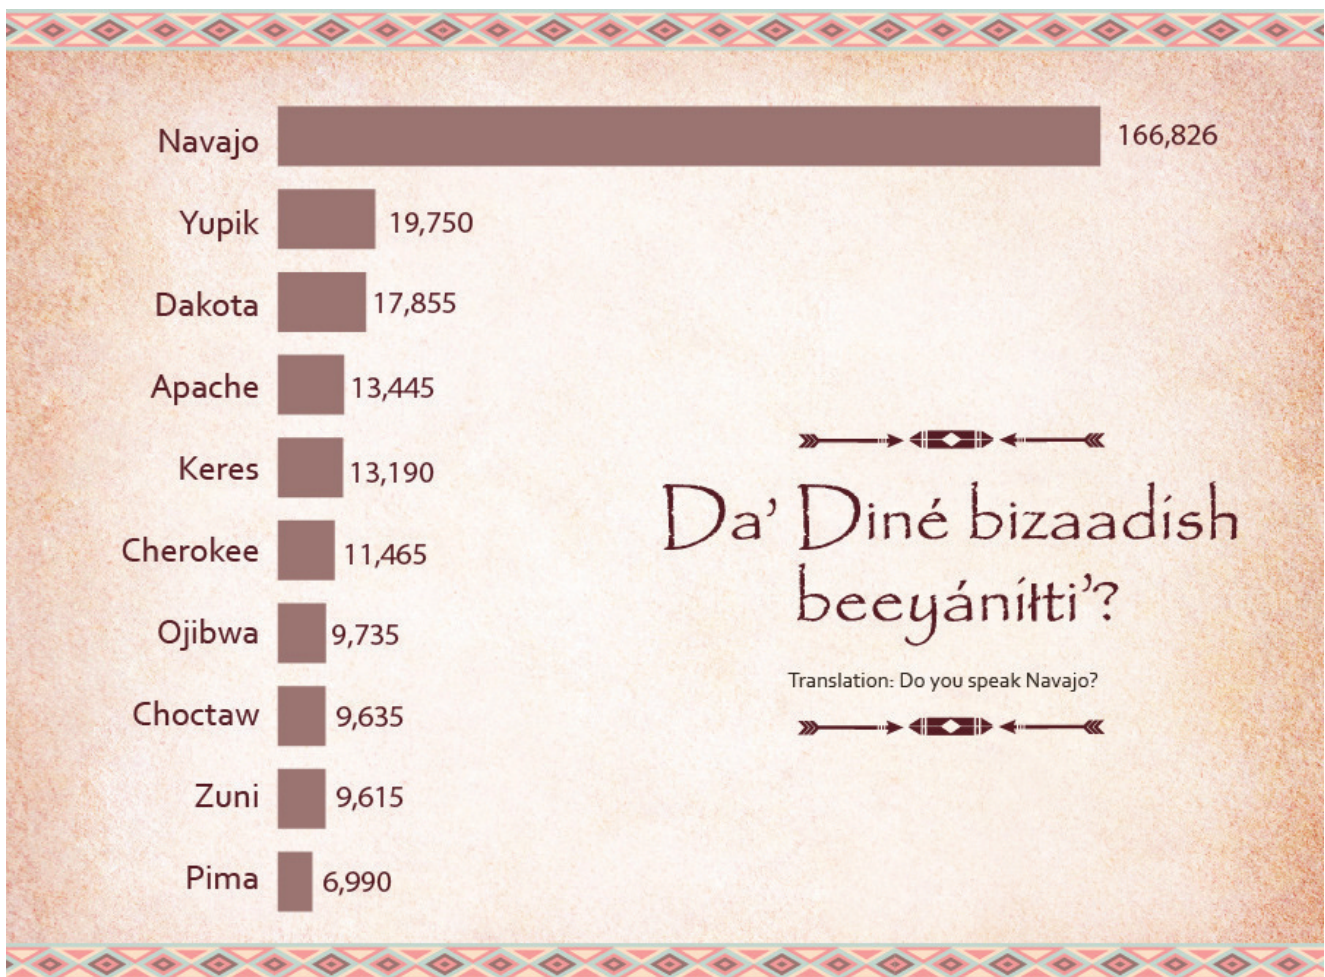 Navajo 166,826
Yupik 19,750
Dakota 17,855
Apache 13,445
Keres 13,190
Cherokee 11,465
Ojibwa 9,735
Choctaw 9,635
Zuni 9,615
Pima 6,990
Da’ Diné bizaadísh
beeyáníłti’?
Translation: Do you speak Navajo?